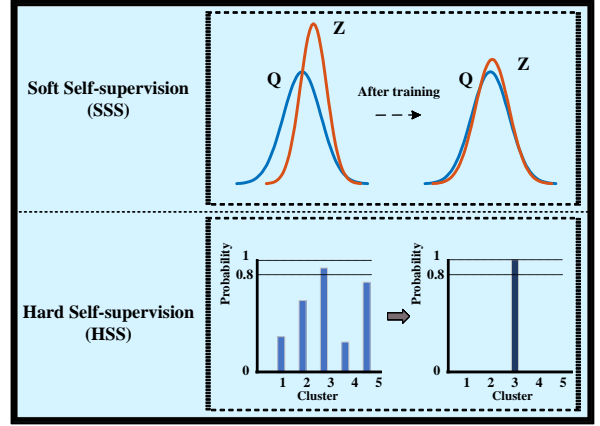 Soft Self-supervision
(SSS)
Q
Z
After training
Q
Z
Hard Self-supervision
(HSS)
Probability
1
0.8
0
1 2 3 4 5
Cluster
Probability
1
0.8
0
1 2 3 4 5
Cluster